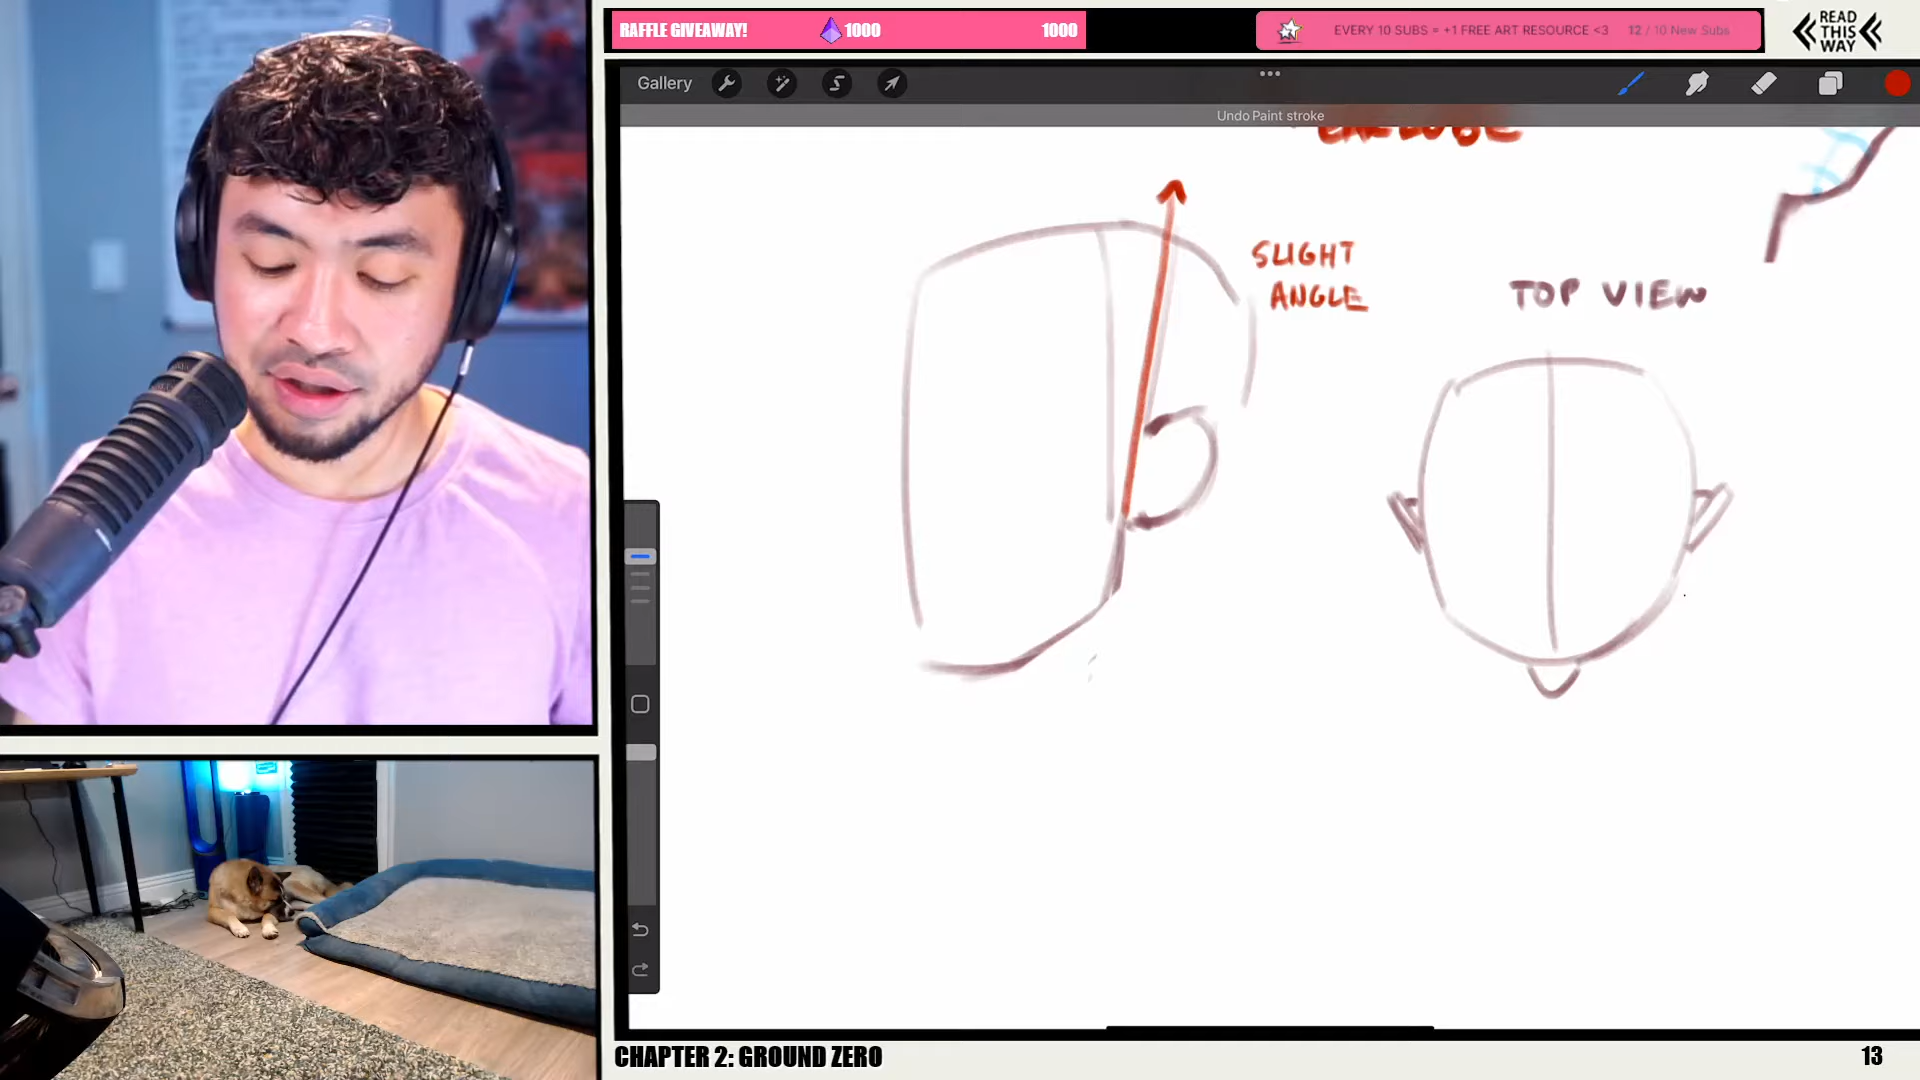 RAFFLE GIVEAWAY!
1000
1000
EVERY 10 SUBS = +1 FREE ART RESOURCE <3
12 / 10 New Subs
READ
THIS
WAY
Gallery
Undo Paint stroke
EARLOBE
SLIGHT
ANGLE
TOP VIEW
CHAPTER 2: GROUND ZERO
13